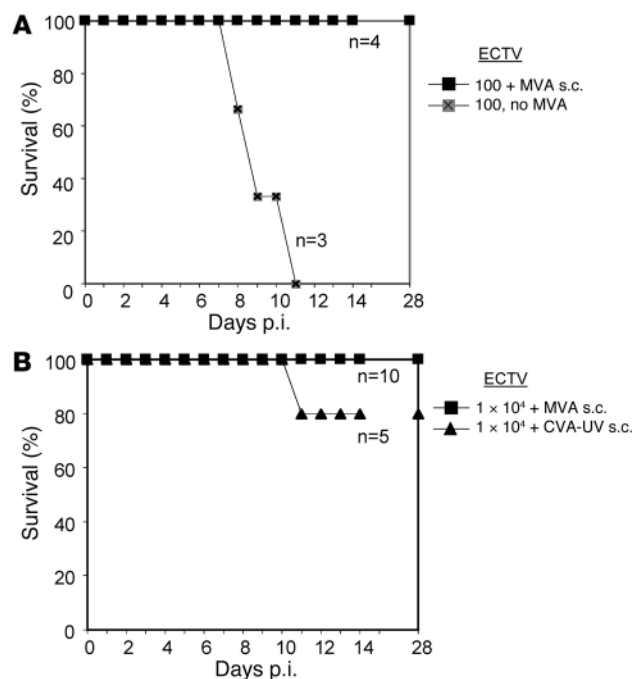 A
100
80
60
40
20
0
Survival (%)
n=4
n=3
0 2 4 6 8 10 12 14 28
Days p.i.
ECTV
100 + MVA s.c.
100, no MVA
B
100
80
60
40
20
0
Survival (%)
n=10
n=5
0 2 4 6 8 10 12 14 28
Days p.i.
ECTV
1 × 10⁴ + MVA s.c.
1 × 10⁴ + CVA-UV s.c.